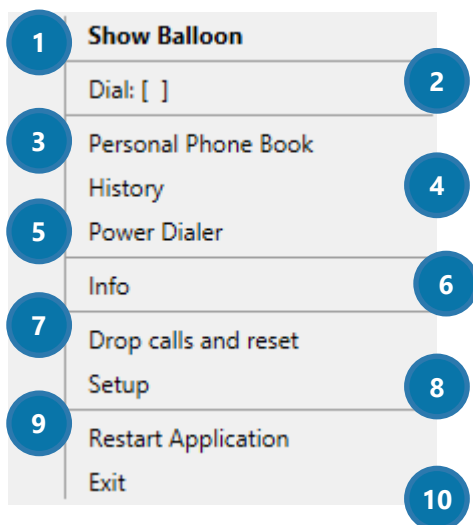 1 Show Balloon
Dial: [ ] 2
3 Personal Phone Book
History 4
5 Power Dialer
Info 6
7 Drop calls and reset
Setup 8
9 Restart Application
Exit 10